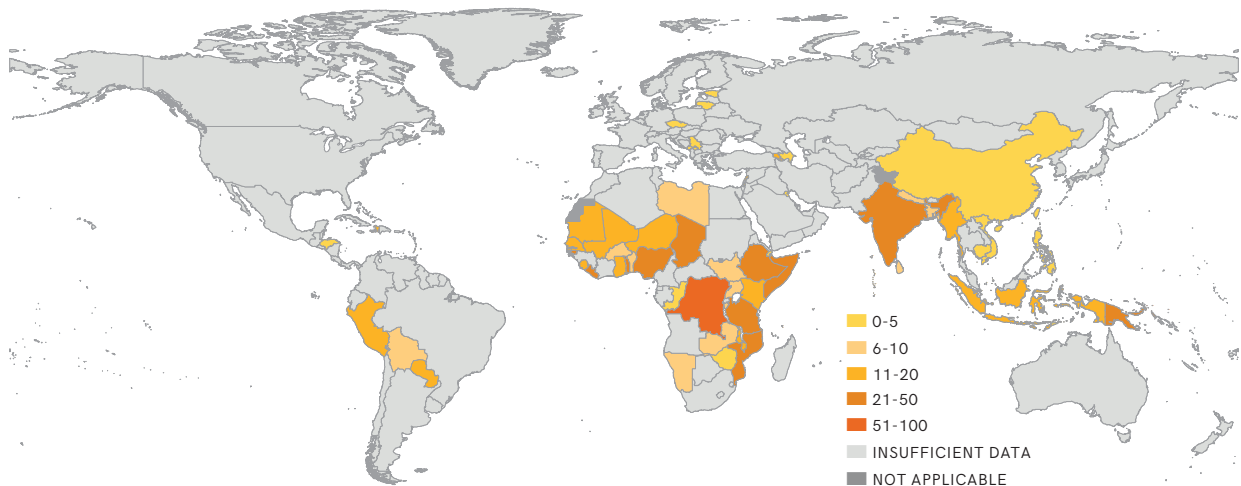 0-5
6-10
11-20
21-50
51-100
INSUFFICIENT DATA
NOT APPLICABLE